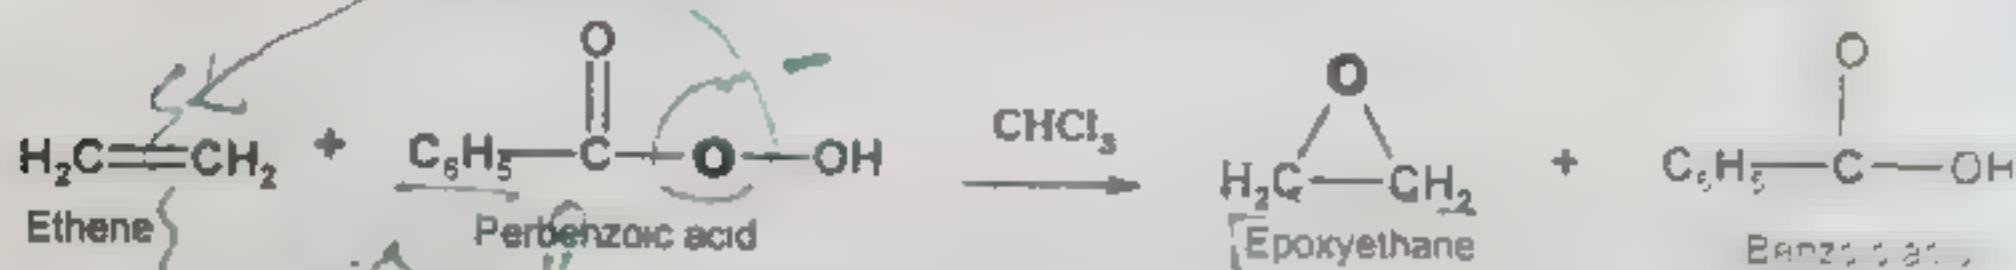 O O O
H₂C=CH₂ + C₆H₅—C—O—OH CHCl₃ H₂C—CH₂ + C₆H₅—C—OH
Ethene Perbenzoic acid Epoxyethane